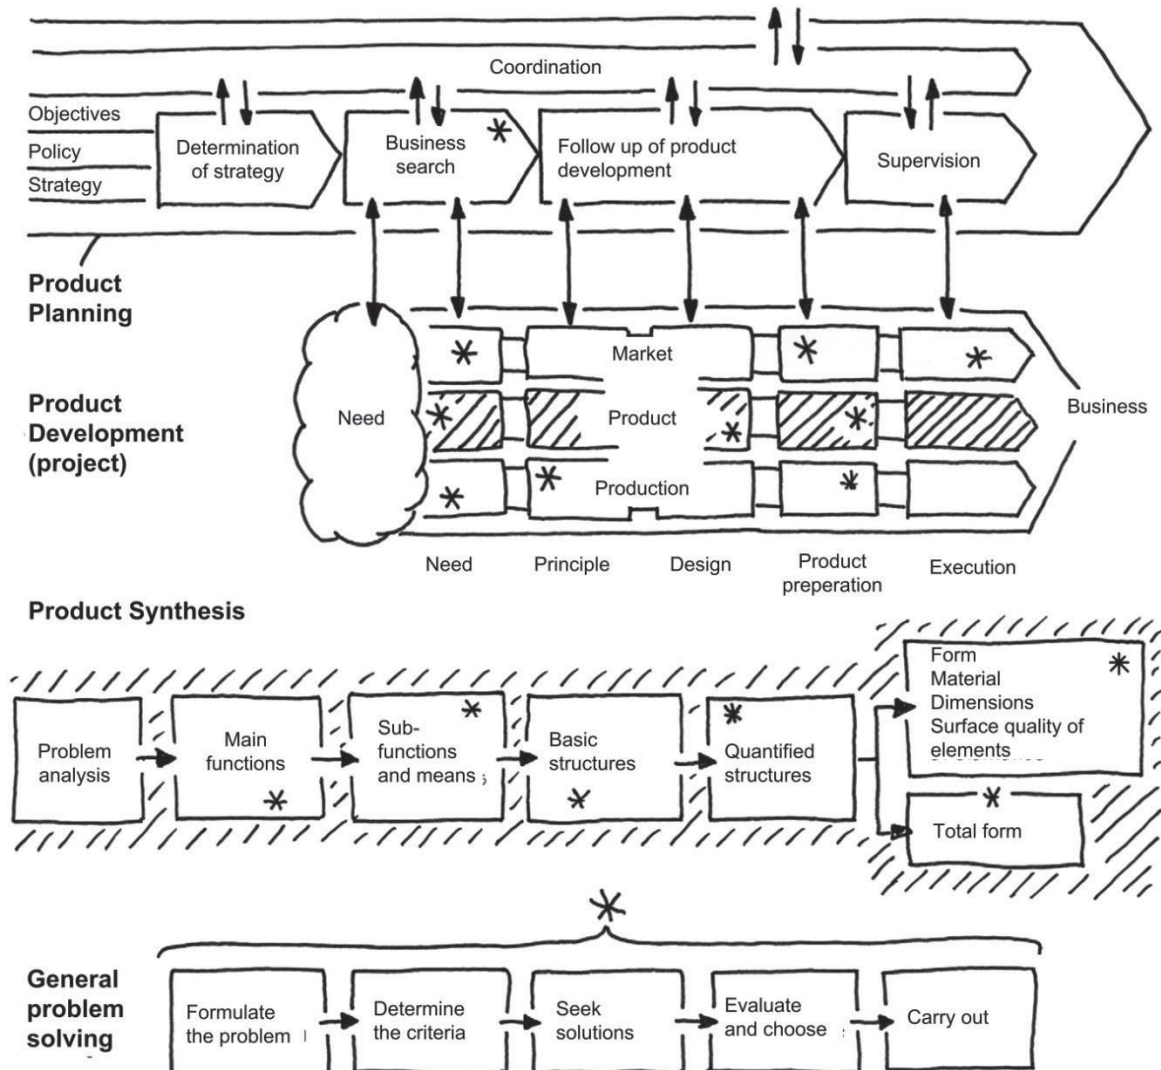 Coordination
Objectives
Policy
Strategy
Determination
of strategy
Business
search
Follow up of product
development
Supervision
Product
Planning
Product
Development
(project)
Need
Market
Product
Production
Business
Need
Principle
Design
Product
preperation
Execution
Product Synthesis
Problem
analysis
Main
functions
Sub-
functions
and means
Basic
structures
Quantified
structures
Form
Material
Dimensions
Surface quality of
elements
Total form
General
problem
solving
Formulate
the problem
Determine
the criteria
Seek
solutions
Evaluate
and choose
Carry out